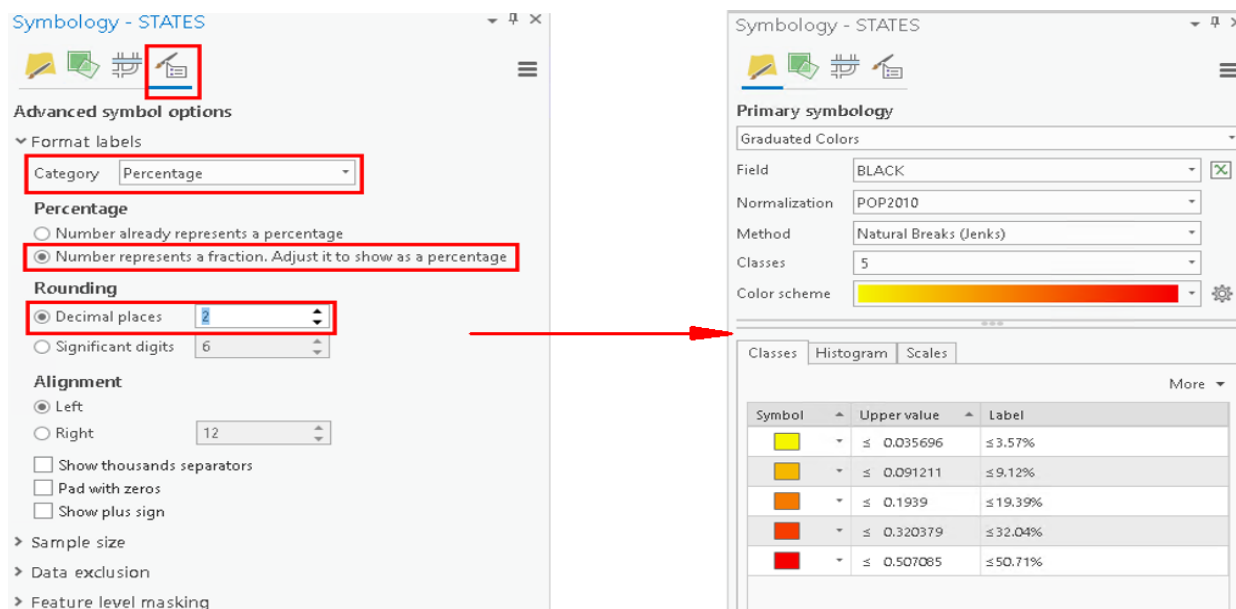 Symbology - STATES
Advanced symbol options
Format labels
Category Percentage
Percentage
Number already represents a percentage
Number represents a fraction. Adjust it to show as a percentage
Rounding
Decimal places 2
Significant digits 6
Alignment
Left
Right 12
Show thousands separators
Pad with zeros
Show plus sign
Sample size
Data exclusion
Feature level masking
Symbology - STATES
Primary symbology
Graduated Colors
Field BLACK
Normalization POP2010
Method Natural Breaks (Jenks)
Classes 5
Color scheme
Classes Histogram Scales
More
Symbol Upper value Label
≤ 0.035696 ≤3.57%
≤ 0.091211 ≤9.12%
≤ 0.1939 ≤19.39%
≤ 0.320379 ≤32.04%
≤ 0.507085 ≤50.71%